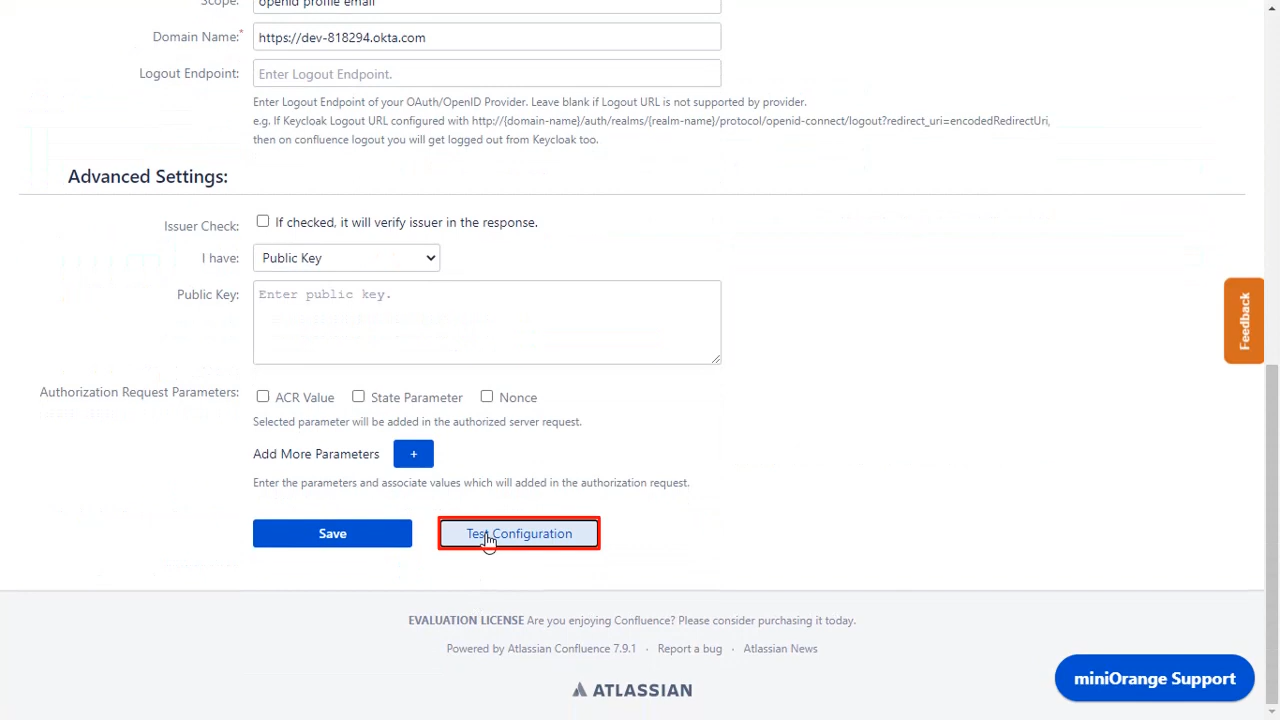 Scope: openid profile email
Domain Name:* https://dev-818294.okta.com
Logout Endpoint: Enter Logout Endpoint.
Enter Logout Endpoint of your OAuth/OpenID Provider. Leave blank if Logout URL is not supported by provider.
e.g. If Keycloak Logout URL configured with http://{domain-name}/auth/realms/{realm-name}/protocol/openid-connect/logout?redirect_uri=encodedRedirectUri,
then on confluence logout you will get logged out from Keycloak too.
Advanced Settings:
Issuer Check: If checked, it will verify issuer in the response.
I have: Public Key
Public Key: Enter public key.
Authorization Request Parameters: ACR Value State Parameter Nonce
Selected parameter will be added in the authorized server request.
Add More Parameters +
Enter the parameters and associate values which will added in the authorization request.
Save Test Configuration
Feedback
EVALUATION LICENSE Are you enjoying Confluence? Please consider purchasing it today.
Powered by Atlassian Confluence 7.9.1 · Report a bug · Atlassian News
ATLASSIAN
miniOrange Support